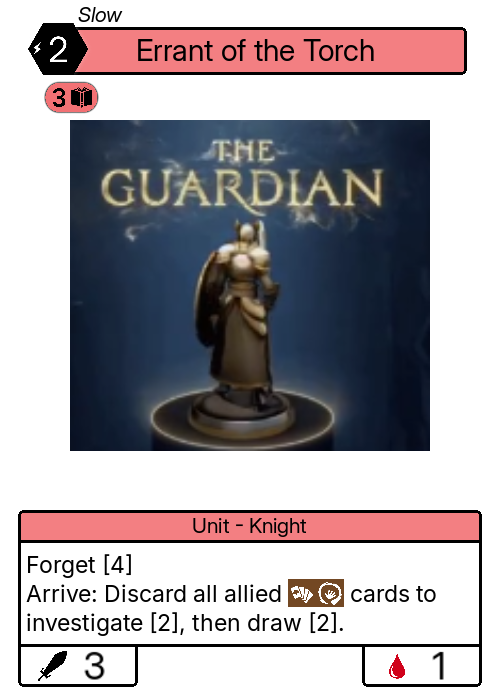 Slow
2
Errant of the Torch
3
THE
GUARDIAN
Unit - Knight
Forget [4]
Arrive: Discard all allied cards to
investigate [2], then draw [2].
3
1